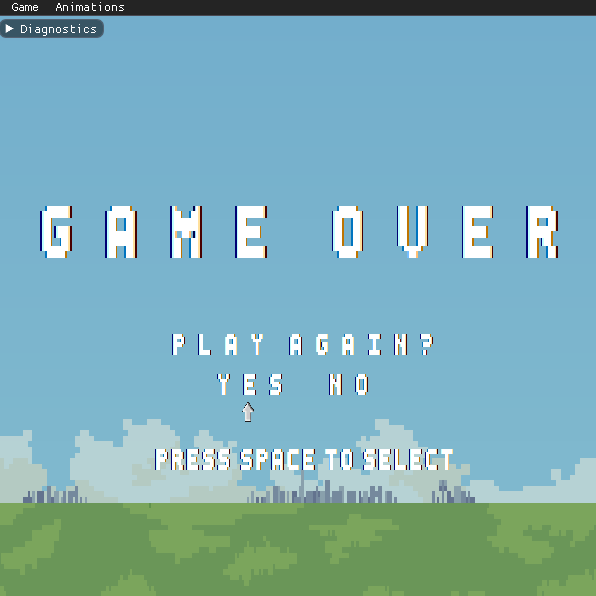 Game Animations
Diagnostics
GAME OVER
PLAY AGAIN?
YES NO
PRESS SPACE TO SELECT